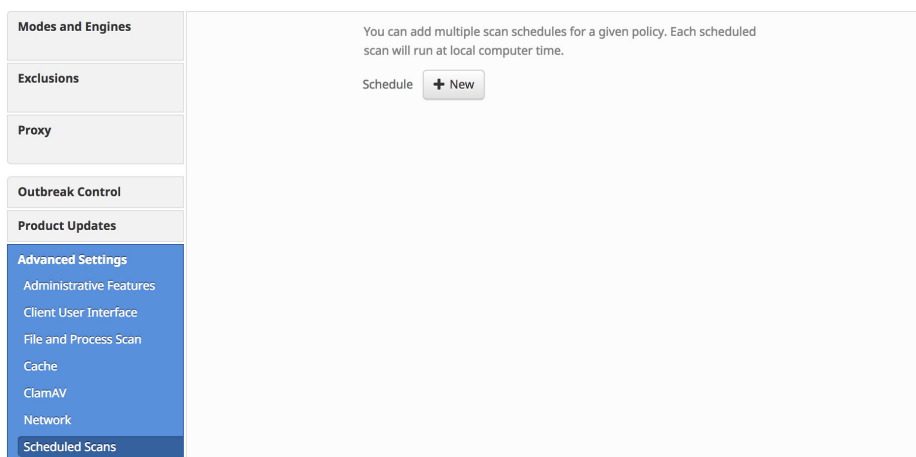 Modes and Engines
Exclusions
Proxy
Outbreak Control
Product Updates
Advanced Settings
Administrative Features
Client User Interface
File and Process Scan
Cache
ClamAV
Network
Scheduled Scans
You can add multiple scan schedules for a given policy. Each scheduled
scan will run at local computer time.
Schedule + New